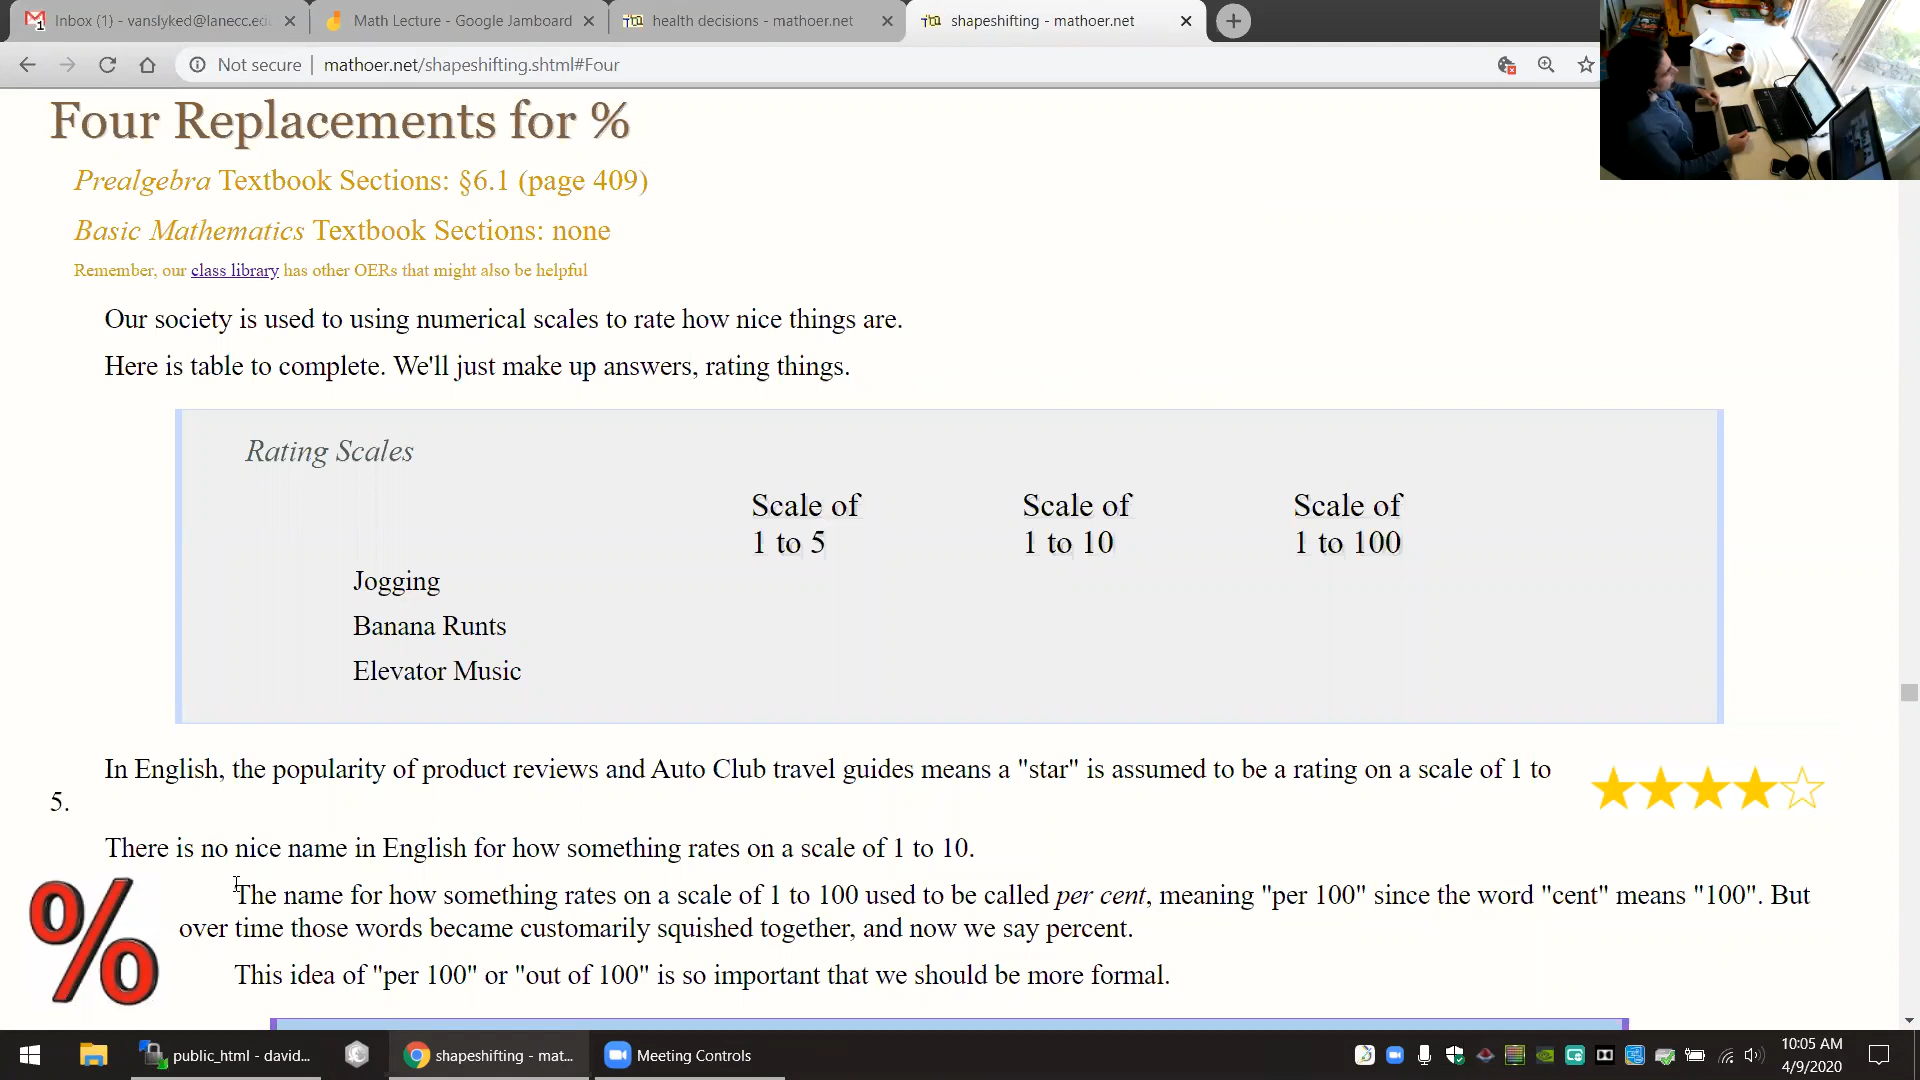 Inbox (1) - vanslyked@lanecc.ed
Math Lecture - Google Jamboard
health decisions - mathoer.net
shapeshifting - mathoer.net
Not secure | mathoer.net/shapeshifting.shtml#Four
Four Replacements for %
Prealgebra Textbook Sections: §6.1 (page 409)
Basic Mathematics Textbook Sections: none
Remember, our class library has other OERs that might also be helpful
Our society is used to using numerical scales to rate how nice things are.
Here is table to complete. We'll just make up answers, rating things.
Rating Scales
Scale of Scale of Scale of
1 to 5 1 to 10 1 to 100
Jogging
Banana Runts
Elevator Music
In English, the popularity of product reviews and Auto Club travel guides means a "star" is assumed to be a rating on a scale of 1 to
5.
There is no nice name in English for how something rates on a scale of 1 to 10.
%
The name for how something rates on a scale of 1 to 100 used to be called per cent, meaning "per 100" since the word "cent" means "100". But
over time those words became customarily squished together, and now we say percent.
This idea of "per 100" or "out of 100" is so important that we should be more formal.
public_html - david...
shapeshifting - mat...
Meeting Controls
10:05 AM
4/9/2020